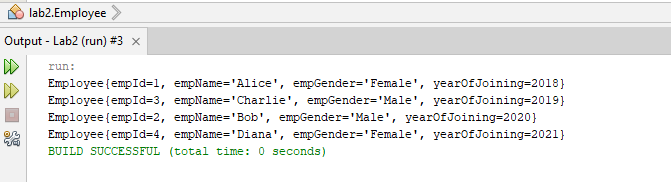 lab2.Employee
Output - Lab2 (run) #3
run:
Employee{empId=1, empName='Alice', empGender='Female', yearOfJoining=2018}
Employee{empId=3, empName='Charlie', empGender='Male', yearOfJoining=2019}
Employee{empId=2, empName='Bob', empGender='Male', yearOfJoining=2020}
Employee{empId=4, empName='Diana', empGender='Female', yearOfJoining=2021}
BUILD SUCCESSFUL (total time: 0 seconds)